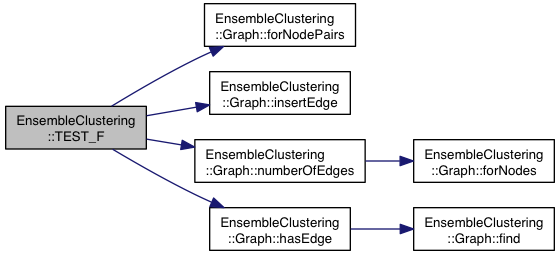 EnsembleClustering
::Graph::forNodePairs
EnsembleClustering
::Graph::insertEdge
EnsembleClustering
::TEST_F
EnsembleClustering
::Graph::numberOfEdges
EnsembleClustering
::Graph::forNodes
EnsembleClustering
::Graph::hasEdge
EnsembleClustering
::Graph::find